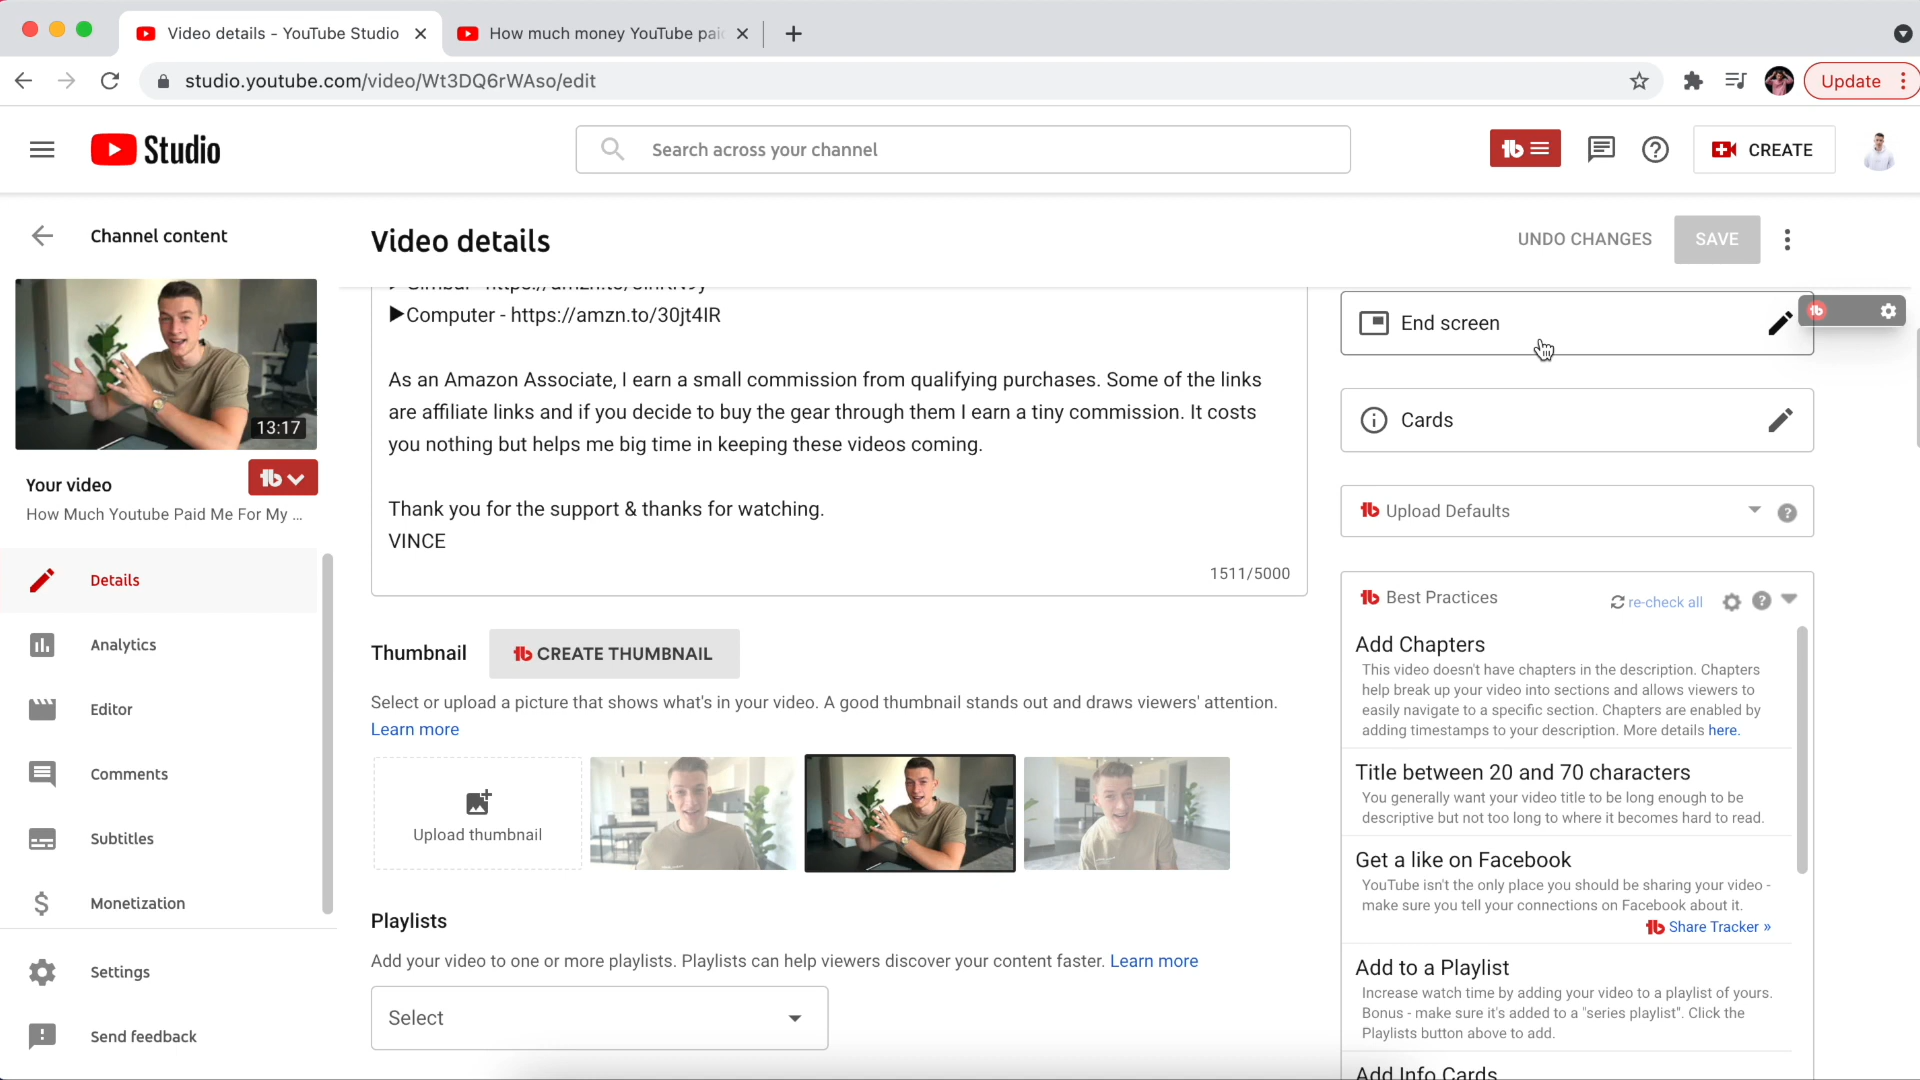 Video details - YouTube Studio
How much money YouTube pai
studio.youtube.com/video/Wt3DQ6rWAso/edit
Update
Studio
Search across your channel
CREATE
Channel content
Video details
UNDO CHANGES
SAVE
▶Computer - https://amzn.to/30jt4lR
As an Amazon Associate, I earn a small commission from qualifying purchases. Some of the links
are affiliate links and if you decide to buy the gear through them I earn a tiny commission. It costs
you nothing but helps me big time in keeping these videos coming.
Thank you for the support & thanks for watching.
VINCE
1511/5000
13:17
Your video
How Much Youtube Paid Me For My ...
Details
Analytics
Editor
Comments
Subtitles
Monetization
Settings
Send feedback
Thumbnail
CREATE THUMBNAIL
Select or upload a picture that shows what's in your video. A good thumbnail stands out and draws viewers' attention.
Learn more
Upload thumbnail
Playlists
Add your video to one or more playlists. Playlists can help viewers discover your content faster. Learn more
Select
End screen
Cards
Upload Defaults
Best Practices
re-check all
Add Chapters
This video doesn't have chapters in the description. Chapters
help break up your video into sections and allows viewers to
easily navigate to a specific section. Chapters are enabled by
adding timestamps to your description. More details here.
Title between 20 and 70 characters
You generally want your video title to be long enough to be
descriptive but not too long to where it becomes hard to read.
Get a like on Facebook
YouTube isn't the only place you should be sharing your video -
make sure you tell your connections on Facebook about it.
Share Tracker »
Add to a Playlist
Increase watch time by adding your video to a playlist of yours.
Bonus - make sure it's added to a "series playlist". Click the
Playlists button above to add.
Add Info Cards